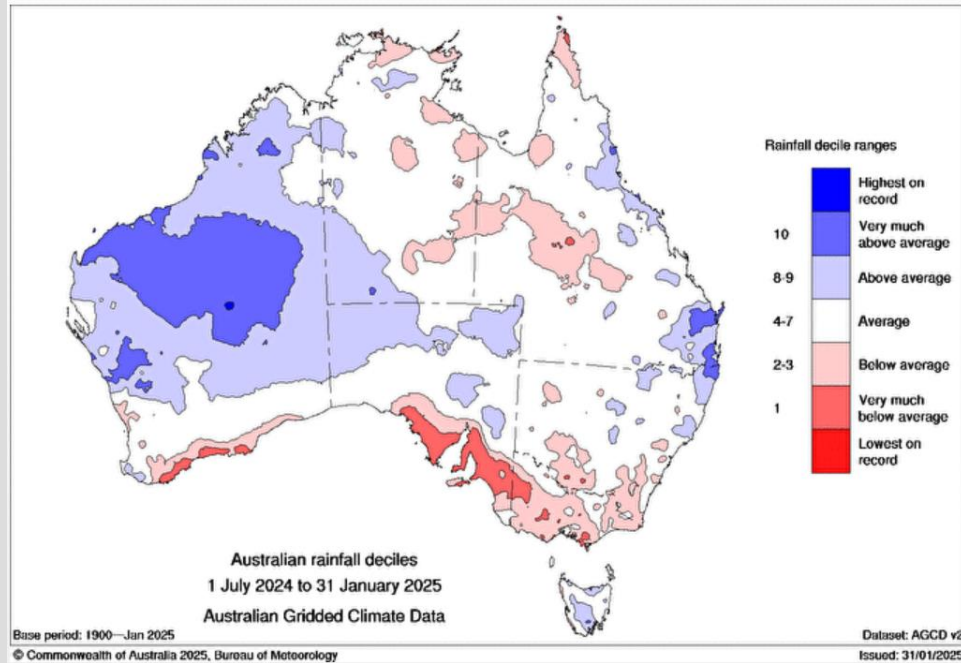 Rainfall decile ranges
Highest on
record
10
Very much
above average
8-9
Above average
4-7
Average
2-3
Below average
1
Very much
below average
Lowest on
record
Australian rainfall deciles
1 July 2024 to 31 January 2025
Australian Gridded Climate Data
Base period: 1900—Jan 2025
Dataset: AGCD v2
© Commonwealth of Australia 2025, Bureau of Meteorology
Issued: 31/01/2025